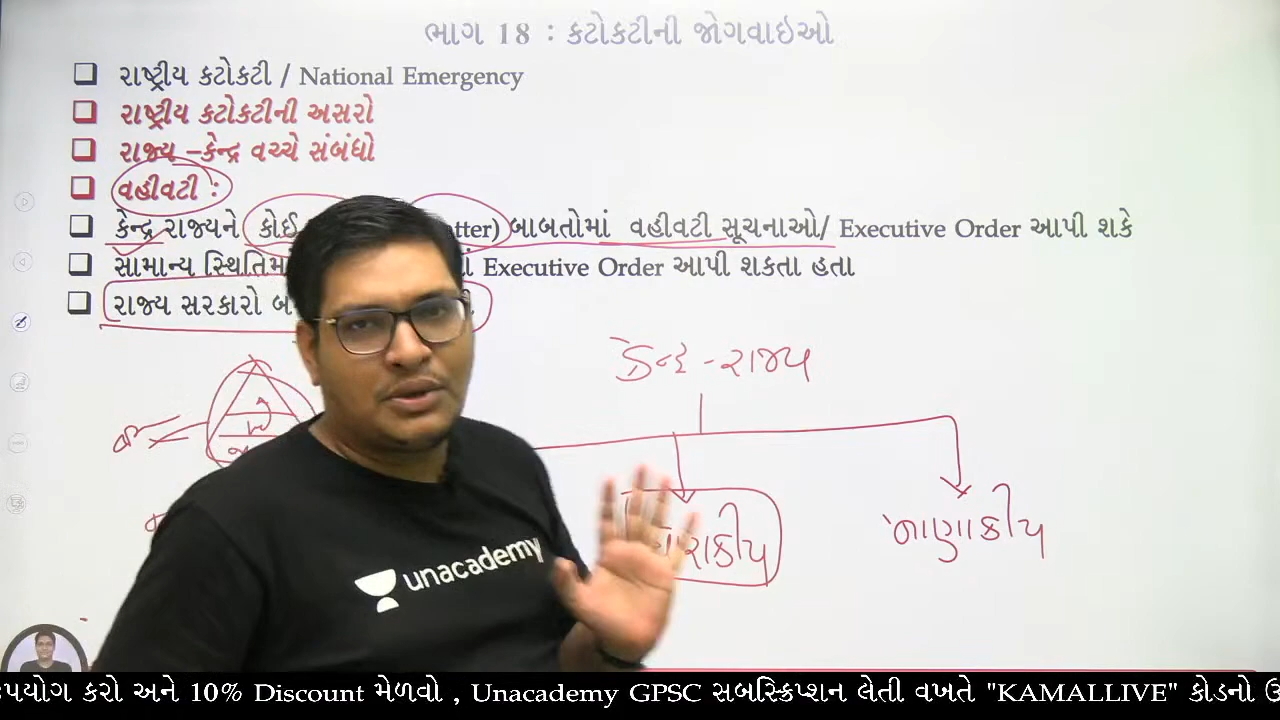 ભાગ 18 : કટોકટીની જોગવાઇઓ
રાષ્ટ્રીય કટોકટી / National Emergency
રાષ્ટ્રીય કટોકટીની અસરો
રાજ્ય –કેન્દ્ર વચ્ચે સંબંધો
વહીવટી :
કેન્દ્ર રાજ્યને કોઈ tter) બાબતોમાં વહીવટી સૂચનાઓ/ Executive Order આપી શકે
સામાન્ય સ્થિતિમ ાં Executive Order આપી શકતા હતા
રાજ્ય સરકારો બ
કેન્દ્ર - રાજ્ય
નાણાકીય
unacademy
પયોગ કરો અને 10% Discount મેળવો , Unacademy GPSC સબસ્ક્રિપ્શન લેતી વખતે "KAMALLIVE" કોડનો ઉ